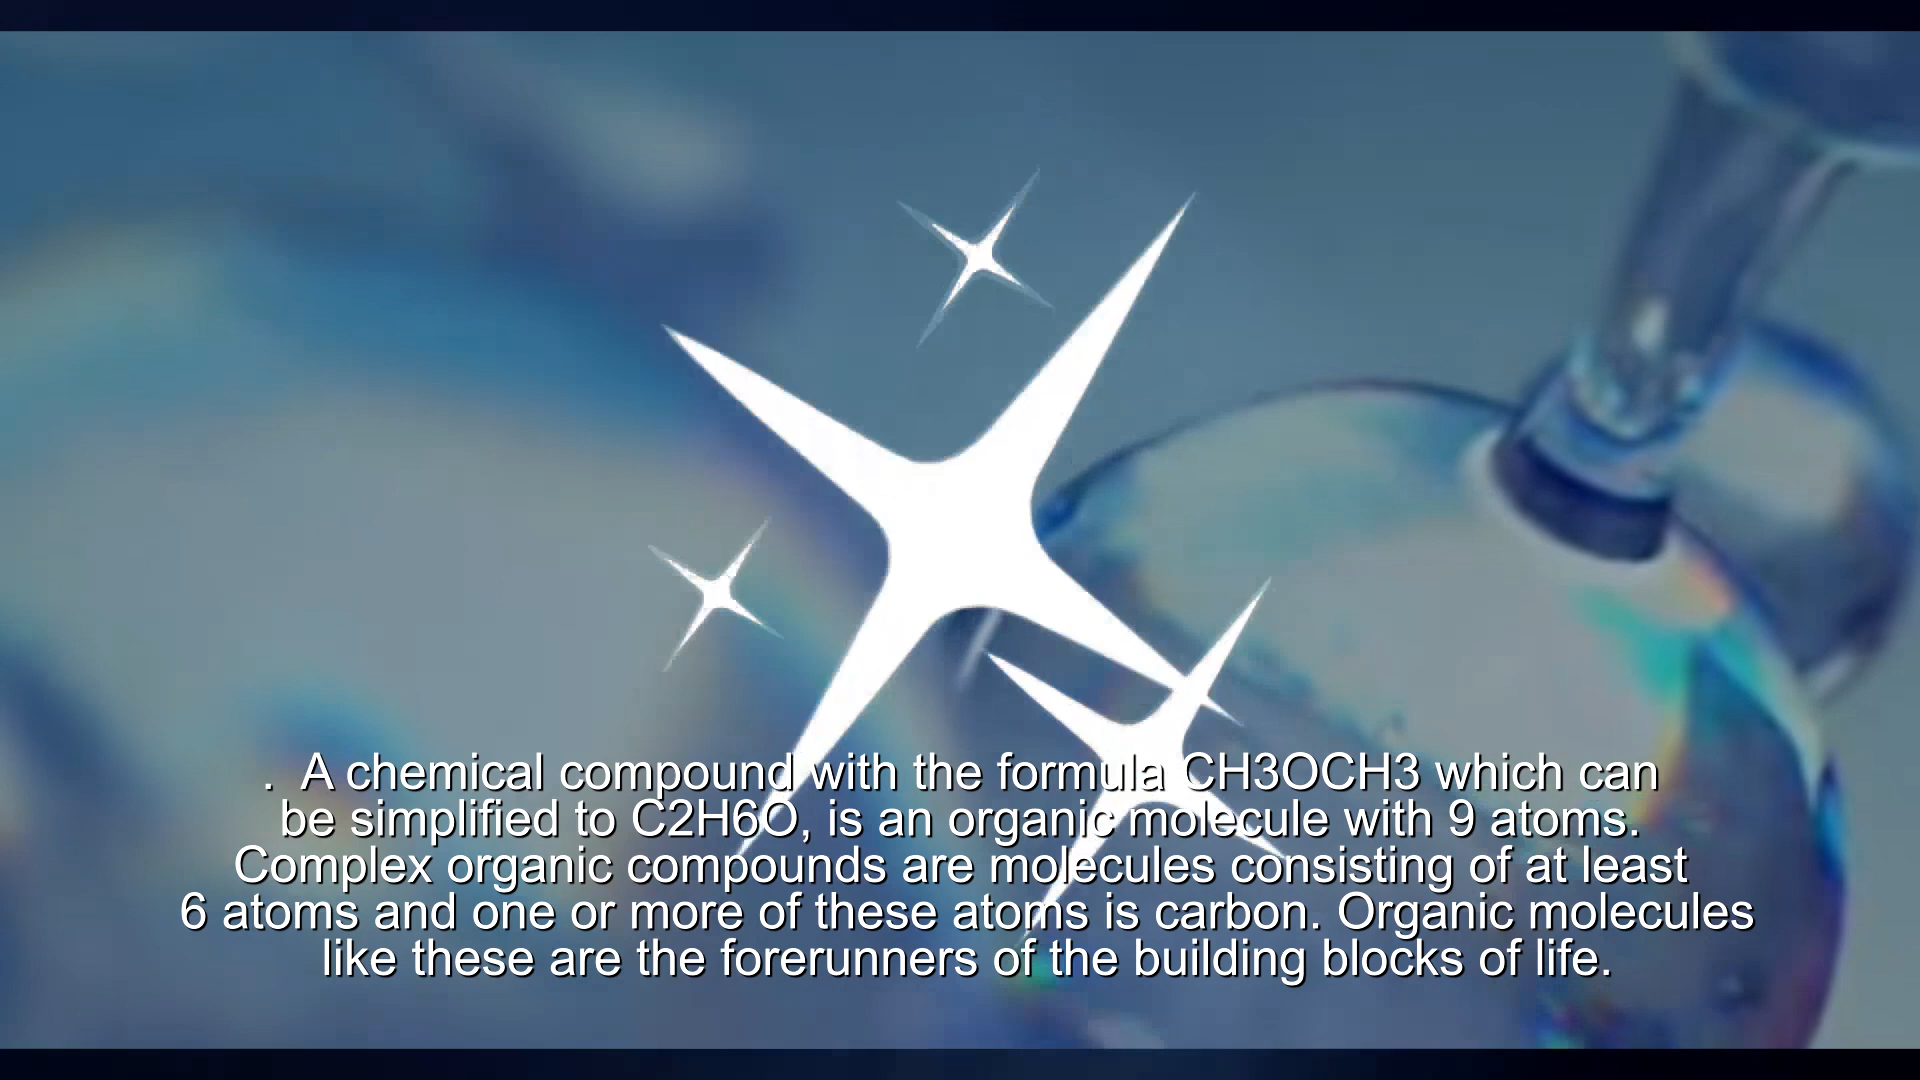 . A chemical compound with the formula CH3OCH3 which can
be simplified to C2H6O, is an organic molecule with 9 atoms.
Complex organic compounds are molecules consisting of at least
6 atoms and one or more of these atoms is carbon. Organic molecules
like these are the forerunners of the building blocks of life.